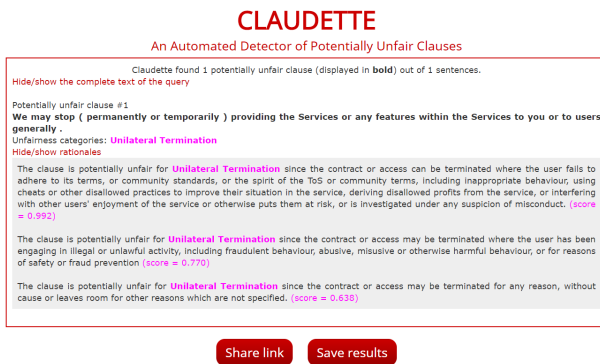 CLAUDETTE
An Automated Detector of Potentially Unfair Clauses
Claudette found 1 potentially unfair clause (displayed in bold) out of 1 sentences.
Hide/show the complete text of the query
Potentially unfair clause #1
We may stop ( permanently or temporarily ) providing the Services or any features within the Services to you or to users
generally .
Unfairness categories: Unilateral Termination
Hide/show rationales
The clause is potentially unfair for Unilateral Termination since the contract or access can be terminated where the user fails to
adhere to its terms, or community standards, or the spirit of the ToS or community terms, including inappropriate behaviour, using
cheats or other disallowed practices to improve their situation in the service, deriving disallowed profits from the service, or interfering
with other users' enjoyment of the service or otherwise puts them at risk, or is investigated under any suspicion of misconduct. (score
= 0.992)
The clause is potentially unfair for Unilateral Termination since the contract or access may be terminated where the user has been
engaging in illegal or unlawful activity, including fraudulent behaviour, abusive, misusive or otherwise harmful behaviour, or for reasons
of safety or fraud prevention (score = 0.770)
The clause is potentially unfair for Unilateral Termination since the contract or access may be terminated for any reason, without
cause or leaves room for other reasons which are not specified. (score = 0.638)
Share link
Save results